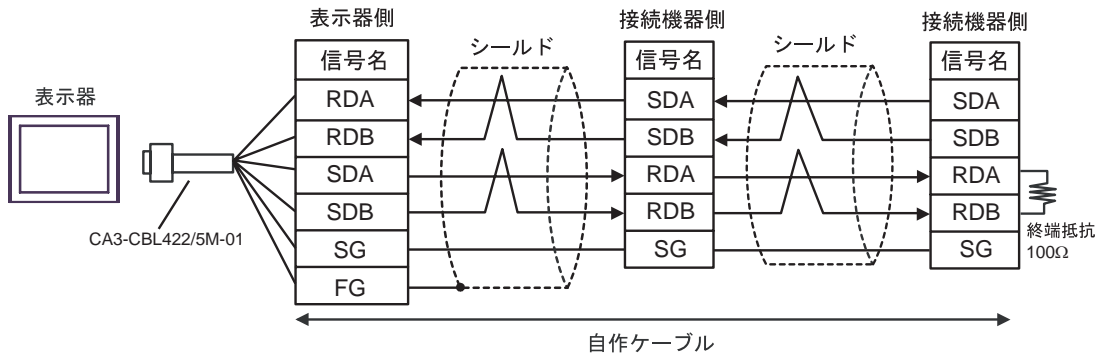 表示器
CA3-CBL422/5M-01
表示器側
信号名
RDA
RDB
SDA
SDB
SG
FG
シールド
接続機器側
信号名
SDA
SDB
RDA
RDB
SG
シールド
接続機器側
信号名
SDA
SDB
RDA
RDB
SG
終端抵抗
100Ω
自作ケーブル